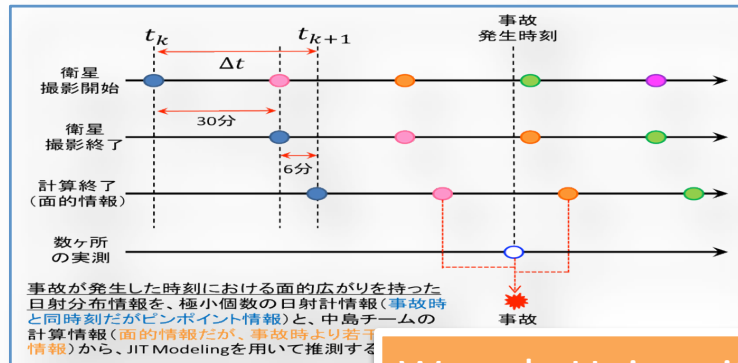 t_k
t_{k+1}
事故
発生時刻
Δt
衛星
撮影開始
30分
衛星
撮影終了
6分
計算終了
(面的情報)
数ヶ所
の実測
事故が発生した時刻における面的広がりを持った
日射分布情報を、極小個数の日射計情報(事故時
と同時刻だがピンポイント情報)と、中島チームの
計算情報(面的情報だが、事故時より若干
情報)から、JIT Modelingを用いて推測する
事故